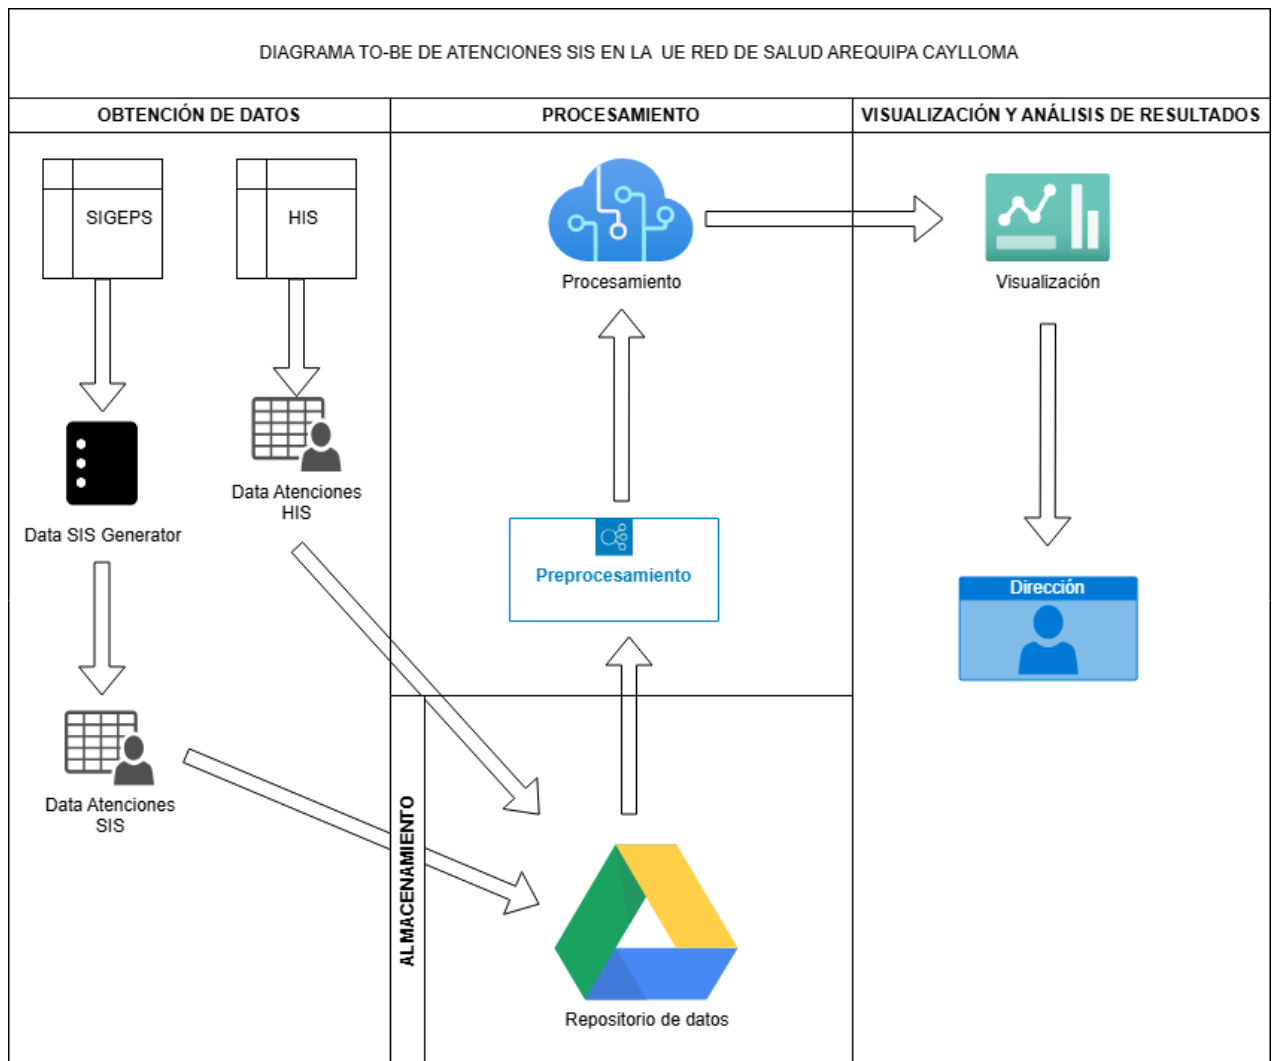 DIAGRAMA TO-BE DE ATENCIONES SIS EN LA UE RED DE SALUD AREQUIPA CAYLLOMA
OBTENCIÓN DE DATOS
PROCESAMIENTO
VISUALIZACIÓN Y ANÁLISIS DE RESULTADOS
SIGEPS
HIS
Data Atenciones
HIS
Data SIS Generator
Data Atenciones
SIS
Procesamiento
Preprocesamiento
ALMACENAMIENTO
Repositorio de datos
Visualización
Dirección